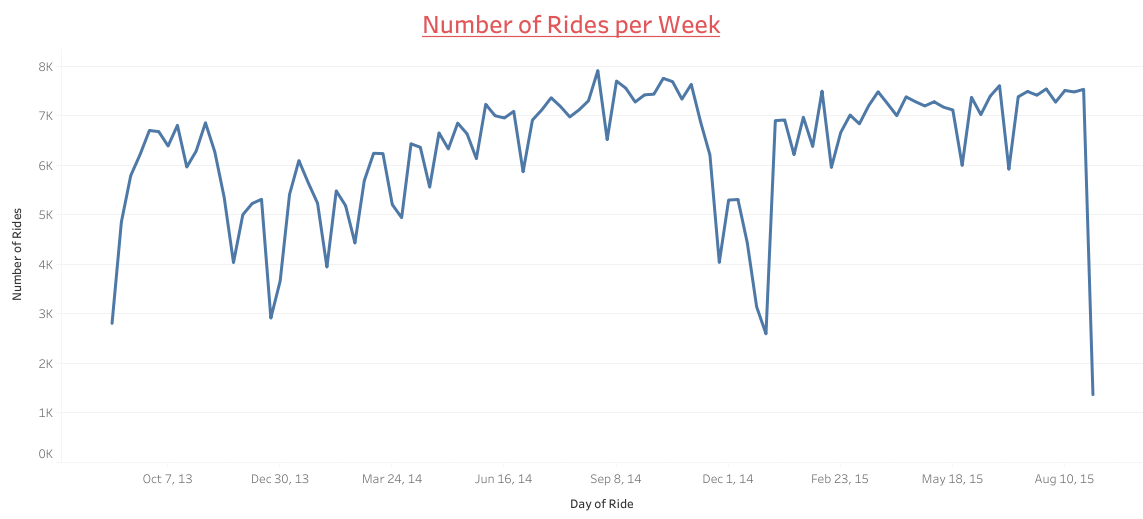 Number of Rides per Week
Number of Rides
8K
7K
6K
5K
4K
3K
2K
1K
0K
Oct 7, 13
Dec 30, 13
Mar 24, 14
Jun 16, 14
Sep 8, 14
Dec 1, 14
Feb 23, 15
May 18, 15
Aug 10, 15
Day of Ride